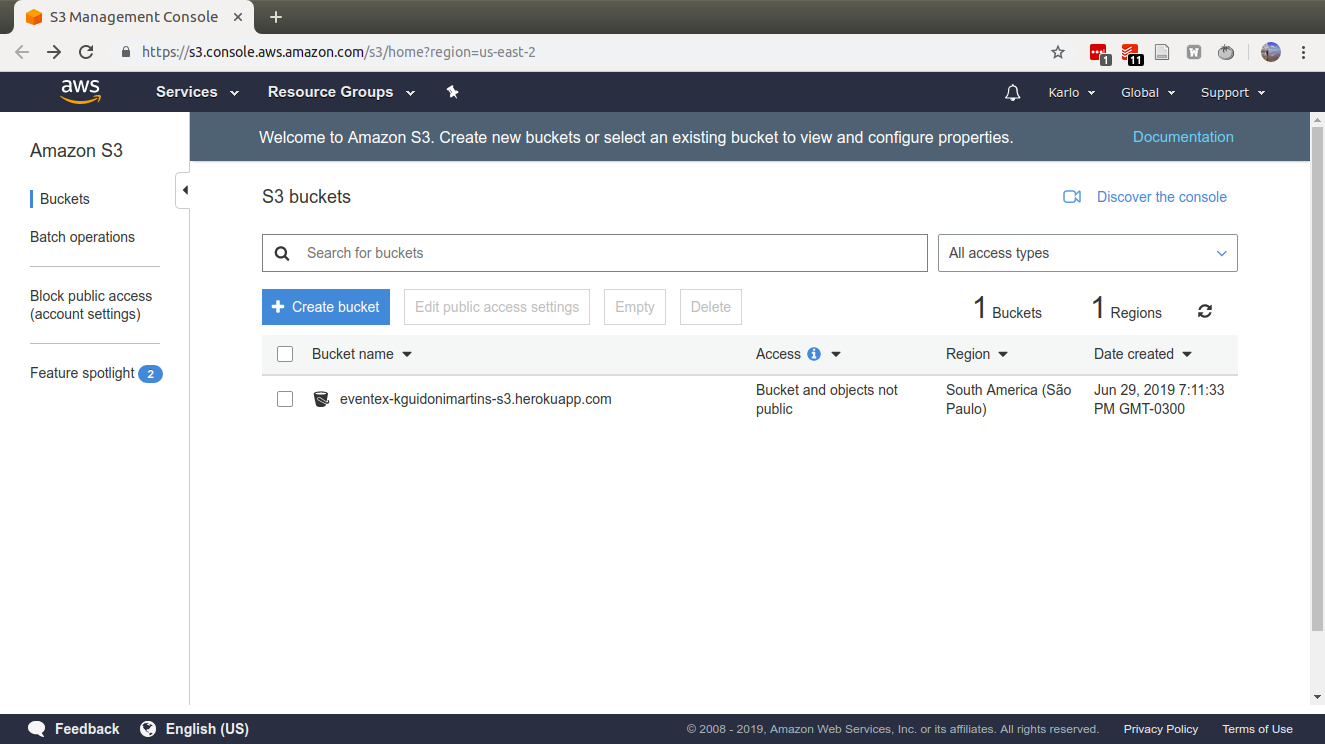 S3 Management Console
https://s3.console.aws.amazon.com/s3/home?region=us-east-2
1
11
W
aws
Services
Resource Groups
Karlo
Global
Support
Amazon S3
Buckets
Batch operations
Block public access
(account settings)
Feature spotlight 2
Welcome to Amazon S3. Create new buckets or select an existing bucket to view and configure properties.
Documentation
S3 buckets
Discover the console
Search for buckets
All access types
Create bucket
Edit public access settings
Empty
Delete
1 Buckets
1 Regions
Bucket name
Access
Region
Date created
eventex-kguidonimartins-s3.herokuapp.com
Bucket and objects not
public
South America (São
Paulo)
Jun 29, 2019 7:11:33
PM GMT-0300
Feedback
English (US)
© 2008 - 2019, Amazon Web Services, Inc. or its affiliates. All rights reserved.
Privacy Policy
Terms of Use